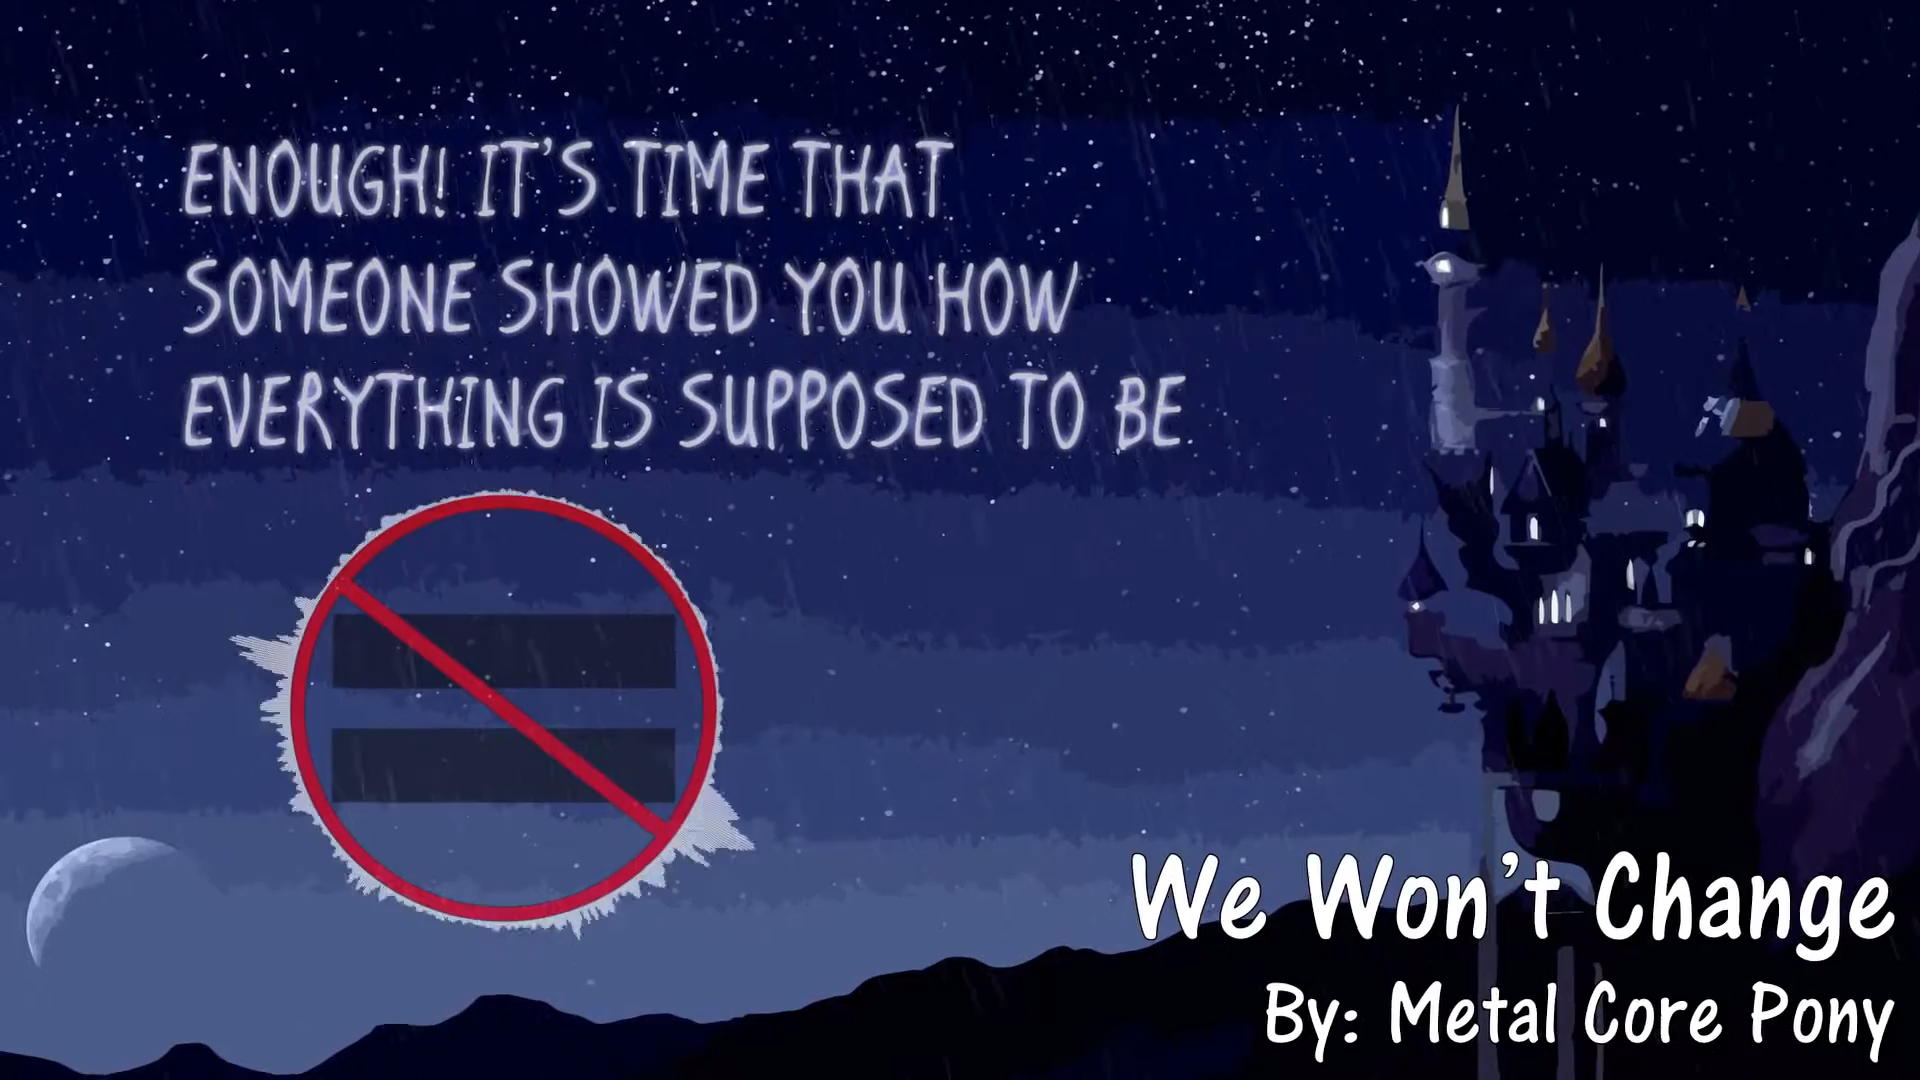 ENOUGH! IT'S TIME THAT
SOMEONE SHOWED YOU HOW
EVERYTHING IS SUPPOSED TO BE
We Won't Change
By: Metal Core Pony